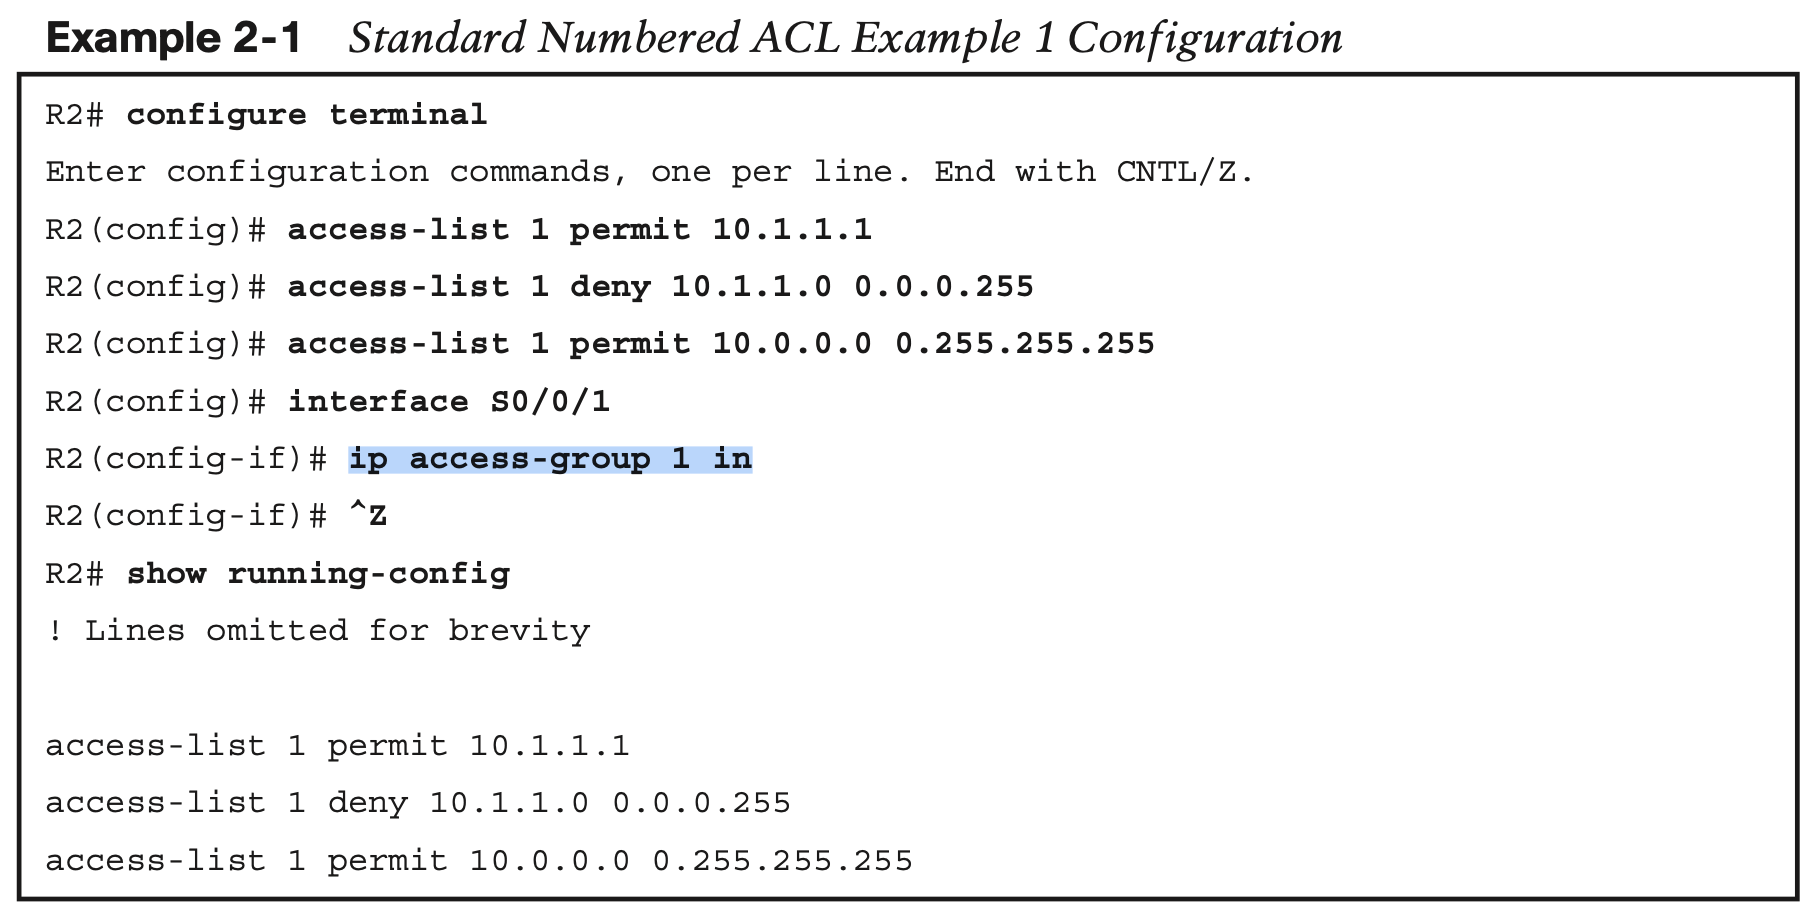 Example 2-1 Standard Numbered ACL Example 1 Configuration
R2# configure terminal
Enter configuration commands, one per line. End with CNTL/Z.
R2(config)# access-list 1 permit 10.1.1.1
R2(config)# access-list 1 deny 10.1.1.0 0.0.0.255
R2(config)# access-list 1 permit 10.0.0.0 0.255.255.255
R2(config)# interface S0/0/1
R2(config-if)# ip access-group 1 in
R2(config-if)# ^Z
R2# show running-config
! Lines omitted for brevity
access-list 1 permit 10.1.1.1
access-list 1 deny 10.1.1.0 0.0.0.255
access-list 1 permit 10.0.0.0 0.255.255.255